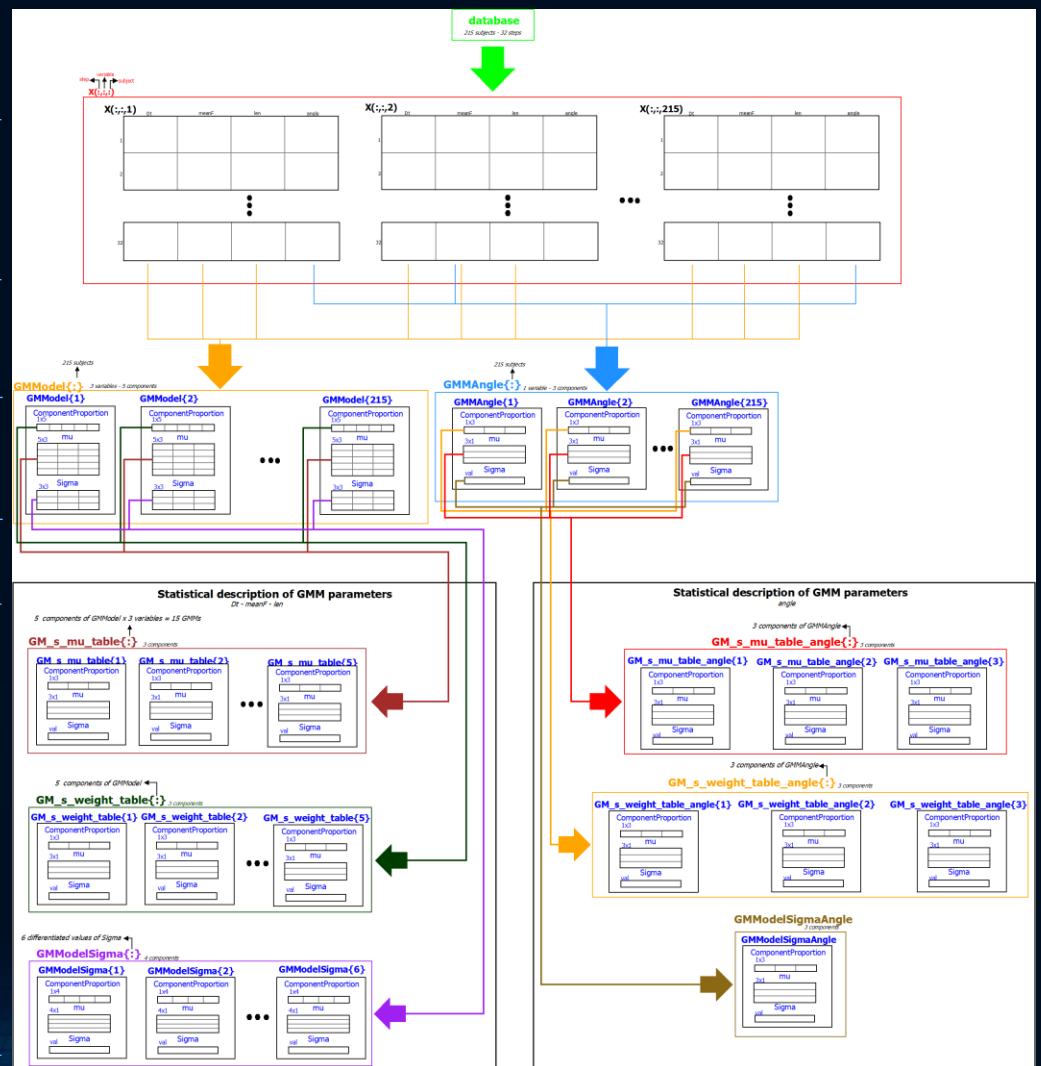 database
215 subjects - 32 steps
variable
step
subject
X(:,:,:)
X(:,:,1)
Dt meanF len angle
1
2
32
X(:,:,2)
Dt meanF len angle
X(:,:,215)
Dt meanF len angle
1
2
32
1
2
32
215 subjects
GMModel{:} 3 variables - 5 components
GMModel{1}
ComponentProportion
1x5
mu
5x3
Sigma
3x3
GMModel{2}
ComponentProportion
1x5
mu
5x3
Sigma
3x3
GMModel{215}
ComponentProportion
1x5
mu
5x3
Sigma
3x3
215 subjects
GMMAngle{:} 1 variable - 3 components
GMMAngle{1}
ComponentProportion
1x3
mu
3x1
Sigma
val
GMMAngle{2}
ComponentProportion
1x3
mu
3x1
Sigma
val
GMMAngle{215}
ComponentProportion
1x3
mu
3x1
Sigma
val
Statistical description of GMM parameters
Dt - meanF - len
5 components of GMModel x 3 variables = 15 GMMs
GM_s_mu_table{:} 3 components
GM_s_mu_table{1}
ComponentProportion
1x3
mu
3x1
Sigma
val
GM_s_mu_table{2}
ComponentProportion
1x3
mu
3x1
Sigma
val
GM_s_mu_table{5}
ComponentProportion
1x3
mu
3x1
Sigma
val
5 components of GMModel
GM_s_weight_table{:} 3 components
GM_s_weight_table{1}
ComponentProportion
1x3
mu
3x1
Sigma
val
GM_s_weight_table{2}
ComponentProportion
1x3
mu
3x1
Sigma
val
GM_s_weight_table{5}
ComponentProportion
1x3
mu
3x1
Sigma
val
6 differentiated values of Sigma
GMModelSigma{:} 4 components
GMModelSigma{1}
ComponentProportion
1x4
mu
4x1
Sigma
val
GMModelSigma{2}
ComponentProportion
1x4
mu
4x1
Sigma
val
GMModelSigma{6}
ComponentProportion
1x4
mu
4x1
Sigma
val
Statistical description of GMM parameters
angle
3 components of GMMAngle
GM_s_mu_table_angle{:} 3 components
GM_s_mu_table_angle{1}
ComponentProportion
1x3
mu
3x1
Sigma
val
GM_s_mu_table_angle{2}
ComponentProportion
1x3
mu
3x1
Sigma
val
GM_s_mu_table_angle{3}
ComponentProportion
1x3
mu
3x1
Sigma
val
3 components of GMMAngle
GM_s_weight_table_angle{:} 3 components
GM_s_weight_table_angle{1}
ComponentProportion
1x3
mu
3x1
Sigma
val
GM_s_weight_table_angle{2}
ComponentProportion
1x3
mu
3x1
Sigma
val
GM_s_weight_table_angle{3}
ComponentProportion
1x3
mu
3x1
Sigma
val
GMModelSigmaAngle
3 components
GMModelSigmaAngle
ComponentProportion
1x3
mu
3x1
Sigma
val